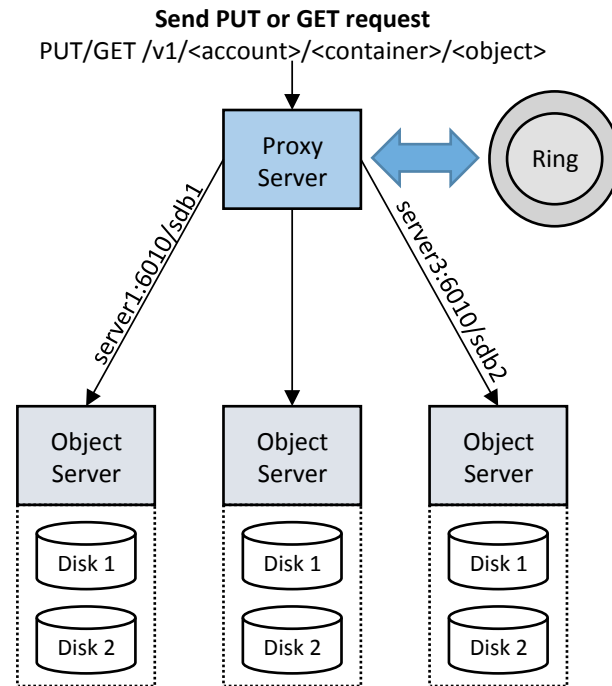 Send PUT or GET request
PUT/GET /v1/<account>/<container>/<object>
Proxy
Server
Ring
server1:6010/sdb1
server3:6010/sdb2
Object
Server
Object
Server
Object
Server
Disk 1
Disk 1
Disk 1
Disk 2
Disk 2
Disk 2